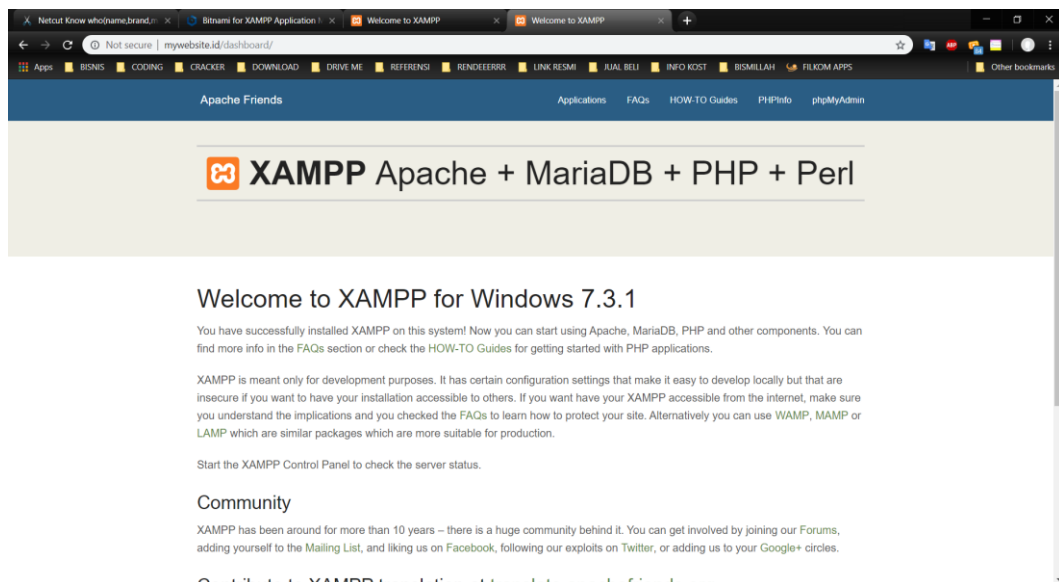 Netcut Know who(name,brand,m
Bitnami for XAMPP Application
Welcome to XAMPP
Welcome to XAMPP
Not secure | mywebsite.id/dashboard/
Apps BISNIS CODING CRACKER DOWNLOAD DRIVE ME REFERENSI RENDEEERRR LINK RESMI JUAL BELI INFO KOST BISMILLAH FILKOM APPS Other bookmarks
Apache Friends Applications FAQs HOW-TO Guides PHPInfo phpMyAdmin
XAMPP Apache + MariaDB + PHP + Perl
Welcome to XAMPP for Windows 7.3.1
You have successfully installed XAMPP on this system! Now you can start using Apache, MariaDB, PHP and other components. You can
find more info in the FAQs section or check the HOW-TO Guides for getting started with PHP applications.
XAMPP is meant only for development purposes. It has certain configuration settings that make it easy to develop locally but that are
insecure if you want to have your installation accessible to others. If you want have your XAMPP accessible from the internet, make sure
you understand the implications and you checked the FAQs to learn how to protect your site. Alternatively you can use WAMP, MAMP or
LAMP which are similar packages which are more suitable for production.
Start the XAMPP Control Panel to check the server status.
Community
XAMPP has been around for more than 10 years – there is a huge community behind it. You can get involved by joining our Forums,
adding yourself to the Mailing List, and liking us on Facebook, following our exploits on Twitter, or adding us to your Google+ circles.